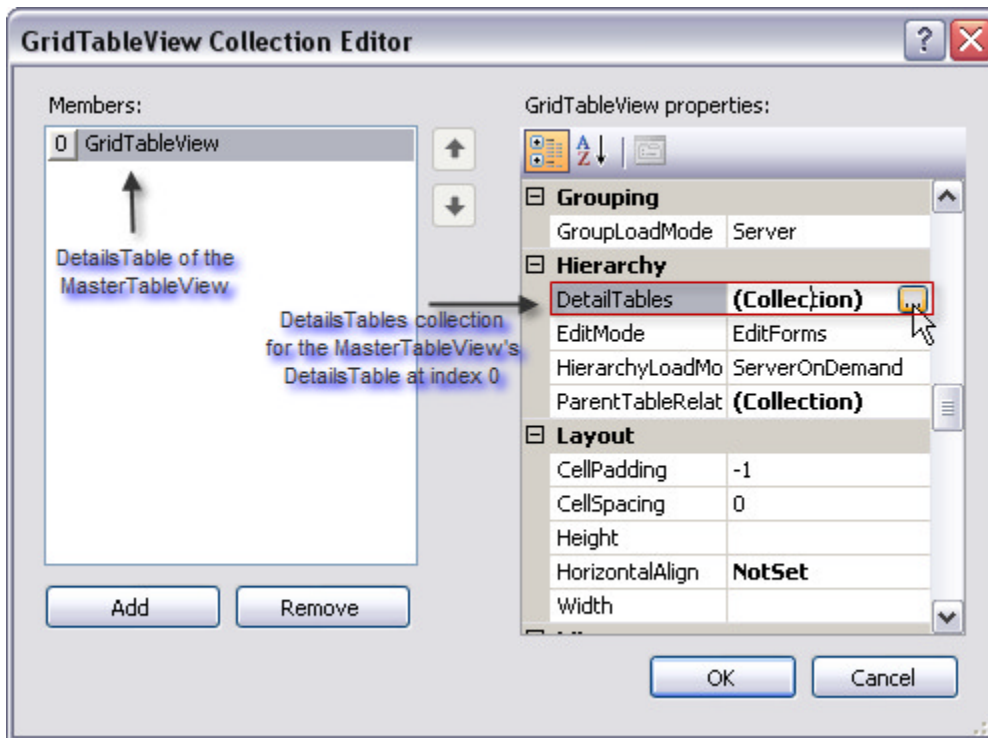 GridTableView Collection Editor
Members:
0 GridTableView
DetailsTable of the
MasterTableView
DetailsTables collection
for the MasterTableView's
DetailsTable at index 0
Add
Remove
GridTableView properties:
Grouping
GroupLoadMode Server
Hierarchy
DetailTables (Collection) ...
EditMode EditForms
HierarchyLoadMo ServerOnDemand
ParentTableRelat (Collection)
Layout
CellPadding -1
CellSpacing 0
Height
HorizontalAlign NotSet
Width
OK
Cancel